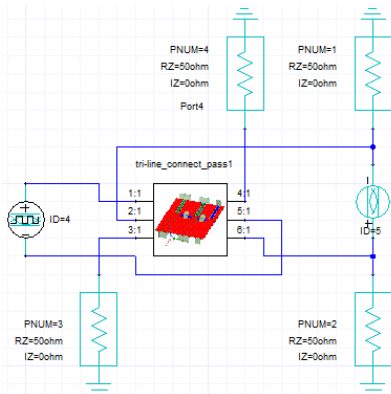 PNUM=4
RZ=50ohm
IZ=0ohm
Port4
PNUM=1
RZ=50ohm
IZ=0ohm
tri-line_connect_pass1
1:1
2:1
3:1
4:1
5:1
6:1
ID=4
ID=5
PNUM=3
RZ=50ohm
IZ=0ohm
PNUM=2
RZ=50ohm
IZ=0ohm